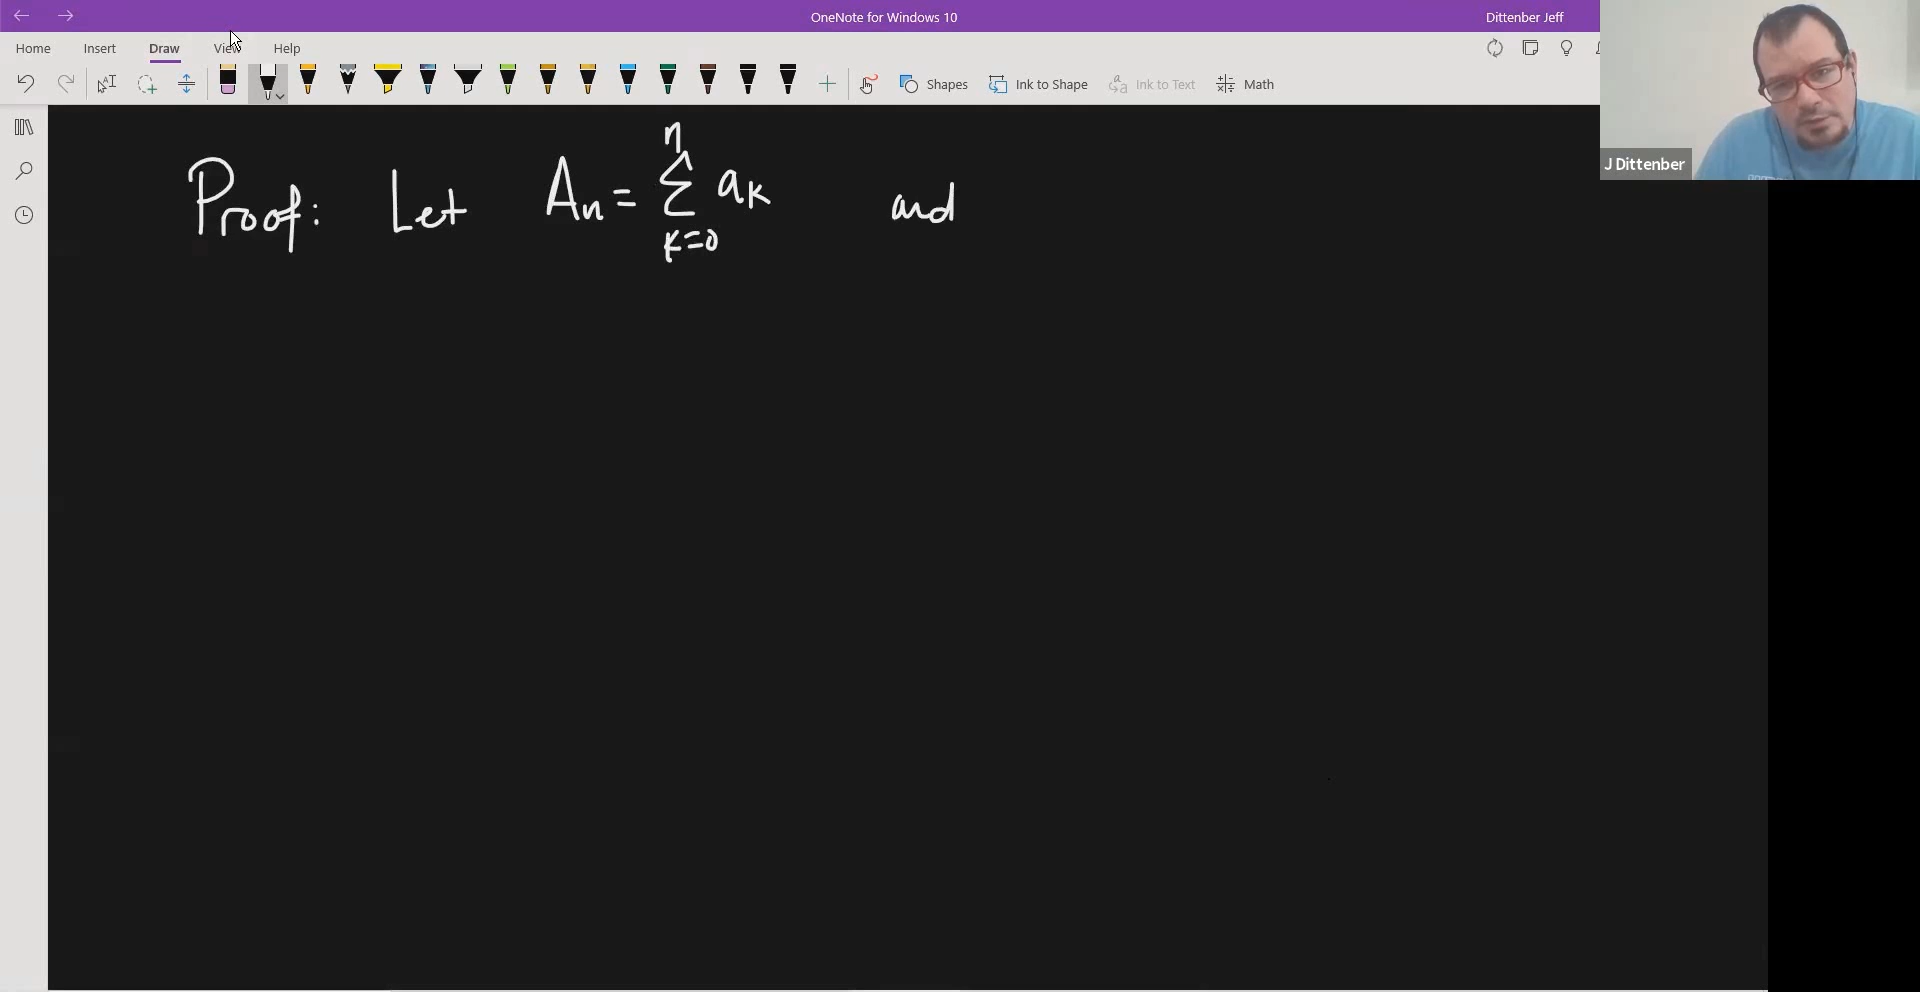 OneNote for Windows 10
Dittenber Jeff
Home Insert Draw View Help
Shapes Ink to Shape Ink to Text Math
J Dittenber
n
Proof: Let An = ∑ ak and
k=0